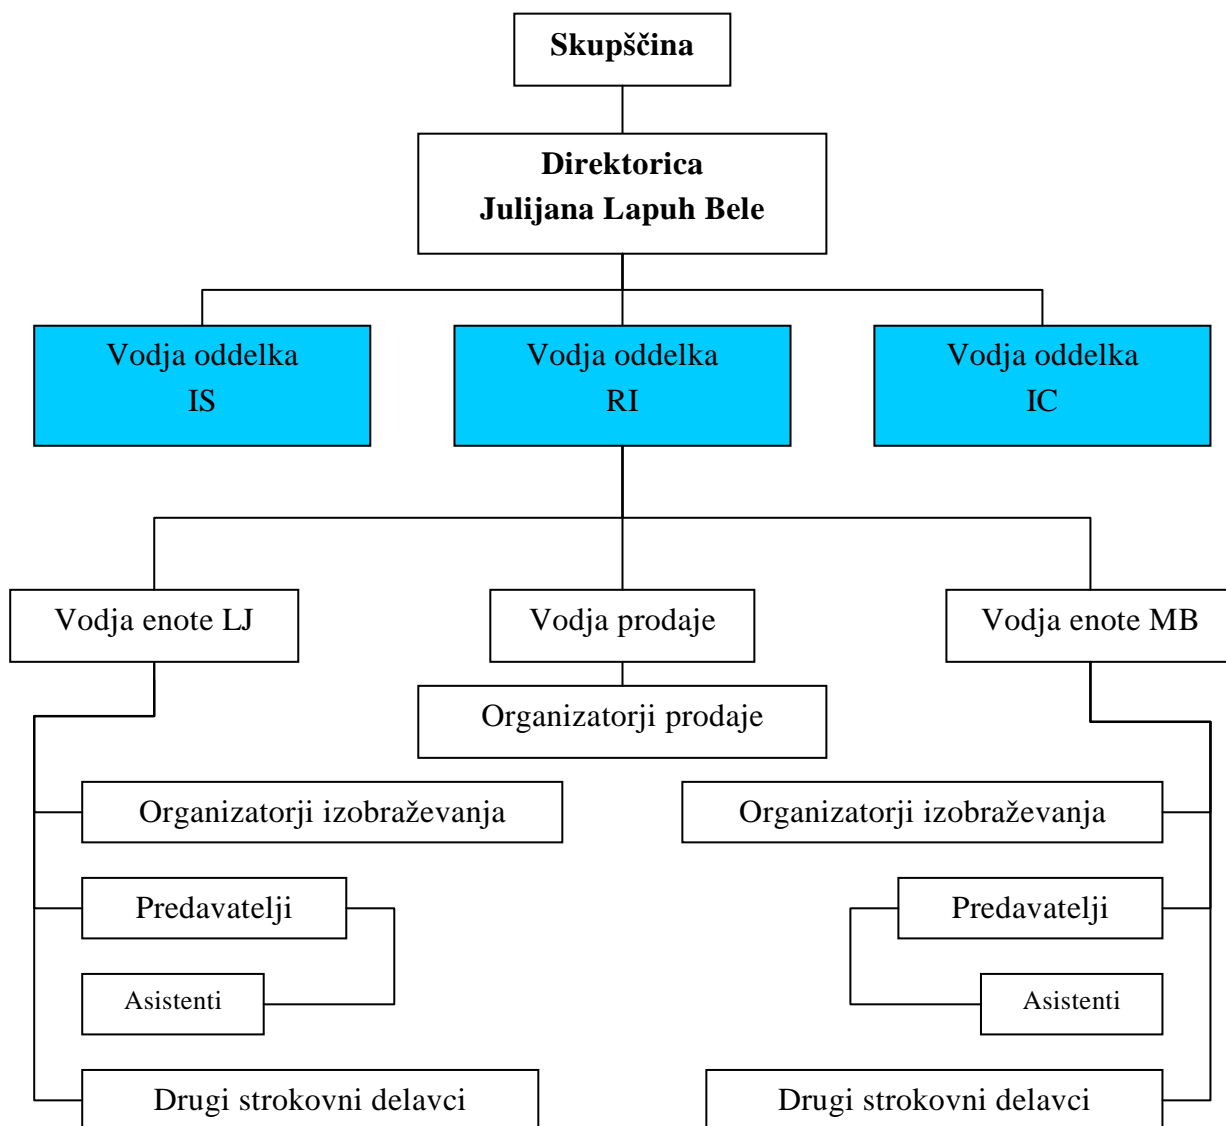 Skupščina
Direktorica
Julijana Lapuh Bele
Vodja oddelka
IS
Vodja oddelka
RI
Vodja oddelka
IC
Vodja enote LJ
Vodja prodaje
Vodja enote MB
Organizatorji prodaje
Organizatorji izobraževanja
Organizatorji izobraževanja
Predavatelji
Predavatelji
Asistenti
Asistenti
Drugi strokovni delavci
Drugi strokovni delavci